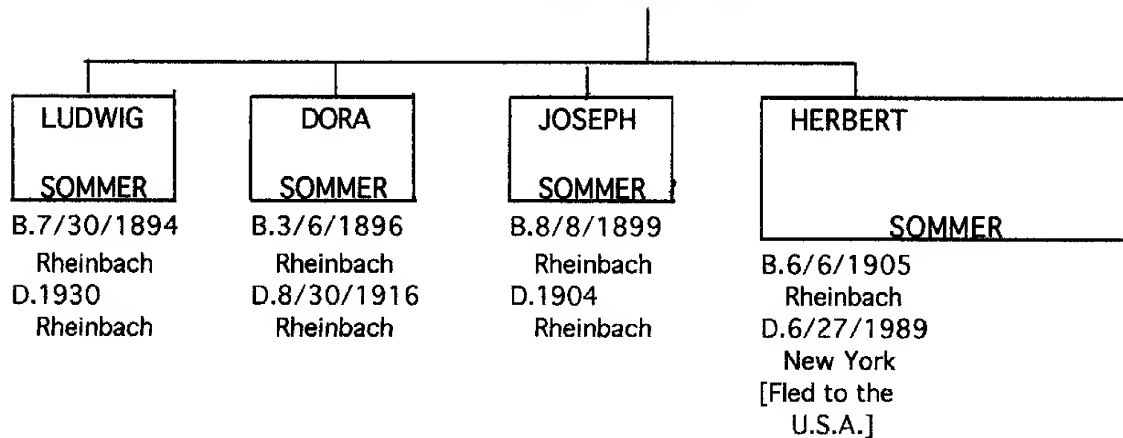 LUDWIG
SOMMER
B.7/30/1894
Rheinbach
D.1930
Rheinbach
DORA
SOMMER
B.3/6/1896
Rheinbach
D.8/30/1916
Rheinbach
JOSEPH
SOMMER
B.8/8/1899
Rheinbach
D.1904
Rheinbach
HERBERT
SOMMER
B.6/6/1905
Rheinbach
D.6/27/1989
New York
[Fled to the
U.S.A.]